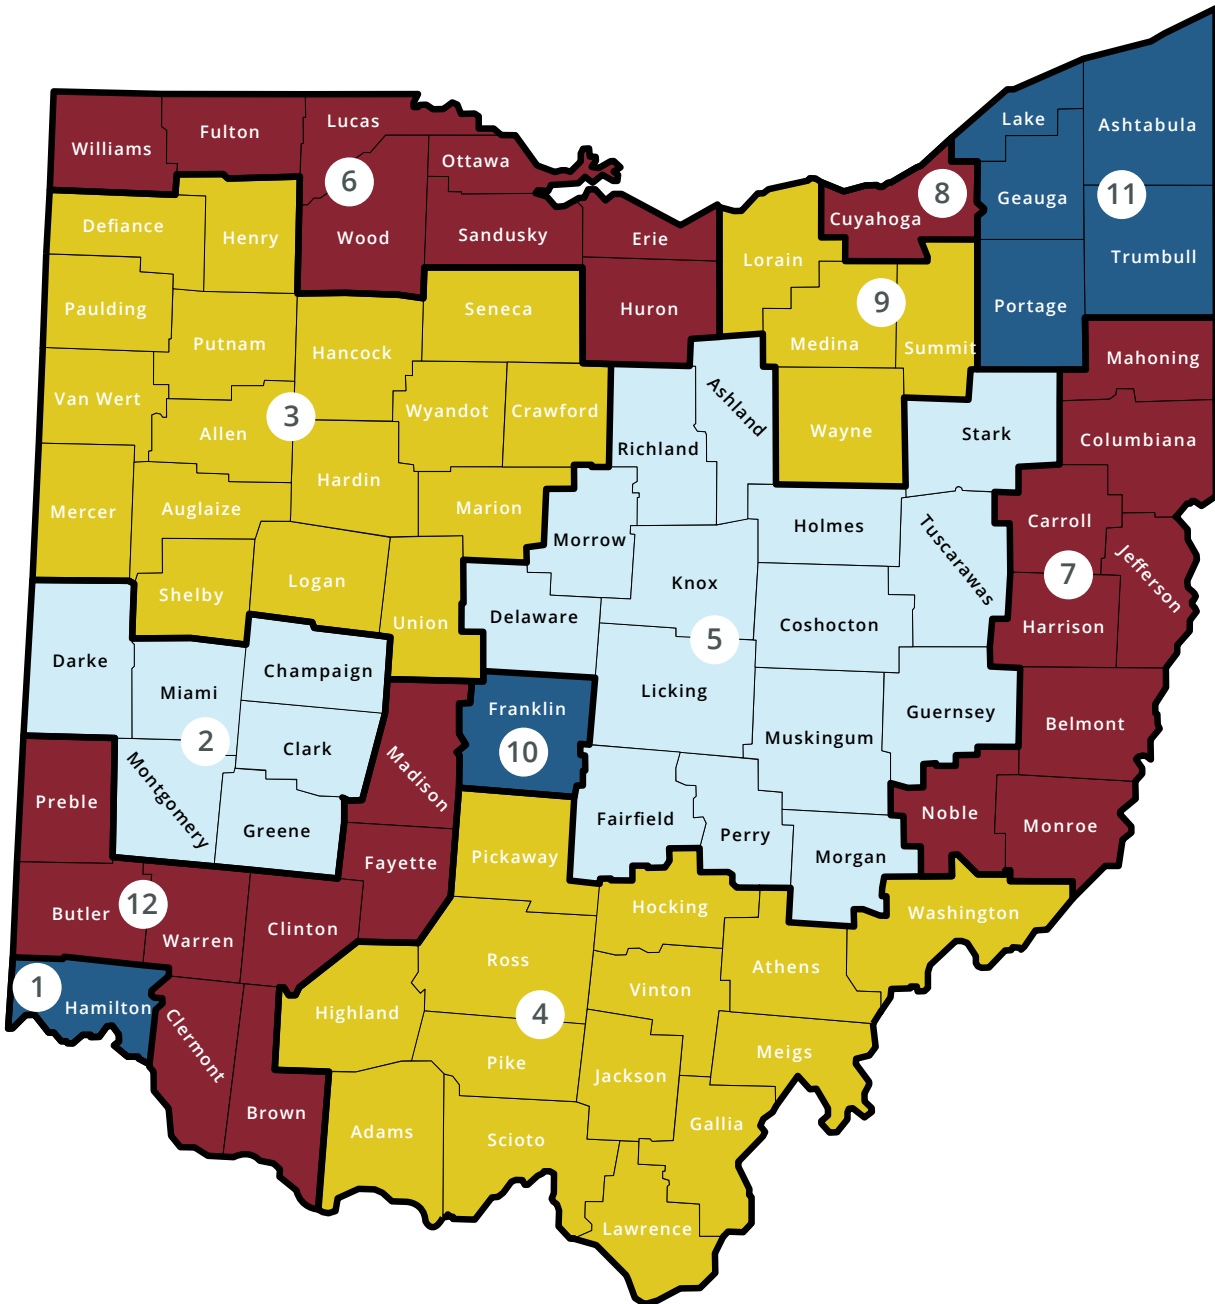 Lake
Ashtabula
Lucas
Fulton
Williams
Ottawa
6
8
11
Geauga
Cuyahoga
Defiance
Henry
Wood
Sandusky
Erie
Lorain
Trumbull
Paulding
Seneca
Huron
9
Portage
Putnam
Hancock
Medina
Summit
Mahoning
Van Wert
3
Wyandot
Crawford
Ashland
Allen
Richland
Wayne
Stark
Columbiana
Hardin
Mercer
Auglaize
Marion
Morrow
Holmes
Tuscarawas
Carroll
Jefferson
Shelby
Logan
Knox
7
Union
Delaware
5
Coshocton
Harrison
Darke
Champaign
Miami
Licking
Franklin
Guernsey
Belmont
2
Clark
10
Muskingum
Madison
Montgomery
Preble
Greene
Fairfield
Perry
Noble
Monroe
Pickaway
Fayette
Morgan
Butler
12
Hocking
Washington
Warren
Clinton
Ross
Athens
1
Hamilton
Highland
Vinton
4
Clermont
Pike
Meigs
Jackson
Brown
Adams
Scioto
Gallia
Lawrence